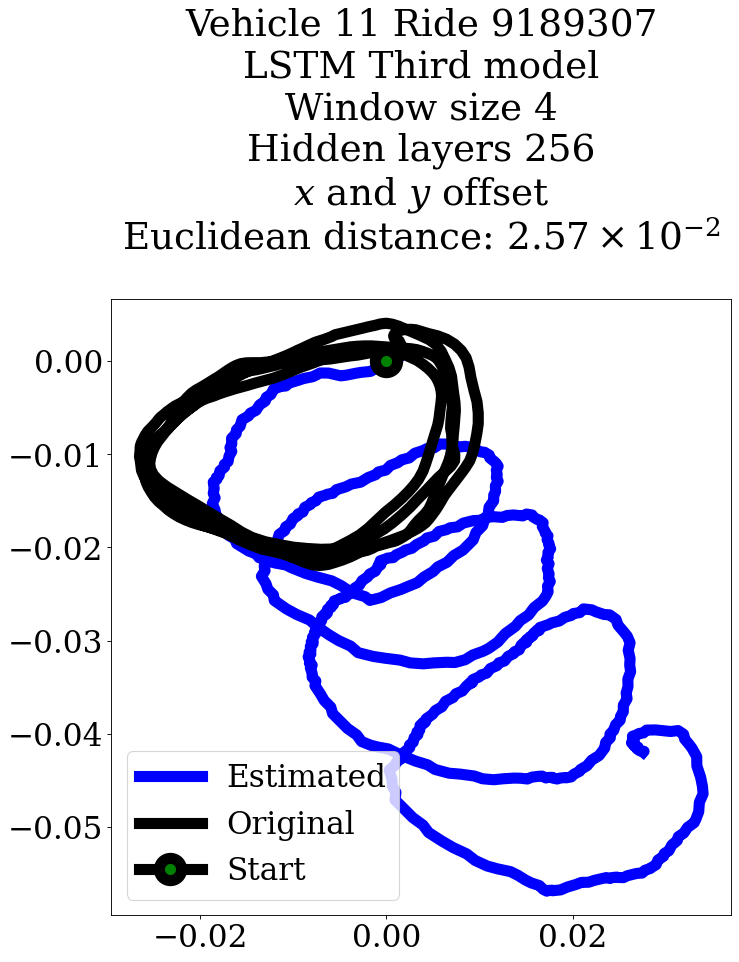 Vehicle 11 Ride 9189307
LSTM Third model
Window size 4
Hidden layers 256
x and y offset
Euclidean distance: 2.57 × 10⁻²
0.00
−0.01
−0.02
−0.03
−0.04
−0.05
Estimated
Original
Start
−0.02 0.00 0.02